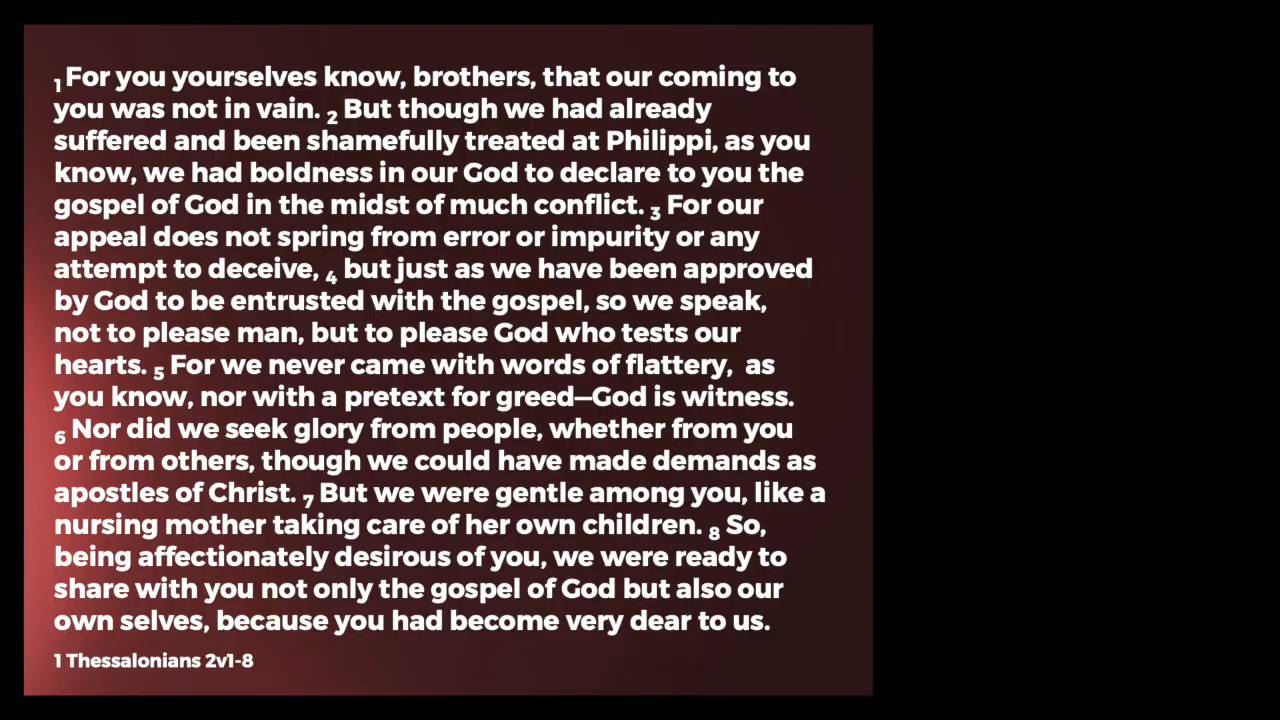 1 For you yourselves know, brothers, that our coming to
you was not in vain. 2 But though we had already
suffered and been shamefully treated at Philippi, as you
know, we had boldness in our God to declare to you the
gospel of God in the midst of much conflict. 3 For our
appeal does not spring from error or impurity or any
attempt to deceive, 4 but just as we have been approved
by God to be entrusted with the gospel, so we speak,
not to please man, but to please God who tests our
hearts. 5 For we never came with words of flattery,  as
you know, nor with a pretext for greed—God is witness.
6 Nor did we seek glory from people, whether from you
or from others, though we could have made demands as
apostles of Christ. 7 But we were gentle among you, like a
nursing mother taking care of her own children. 8 So,
being affectionately desirous of you, we were ready to
share with you not only the gospel of God but also our
own selves, because you had become very dear to us.
1 Thessalonians 2v1-8